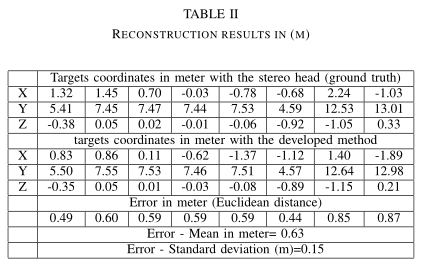 TABLE II
RECONSTRUCTION RESULTS IN (M)
Targets coordinates in meter with the stereo head (ground truth)
X 1.32 1.45 0.70 -0.03 -0.78 -0.68 2.24 -1.03
Y 5.41 7.45 7.47 7.44 7.53 4.59 12.53 13.01
Z -0.38 0.05 0.02 -0.01 -0.06 -0.92 -1.05 0.33
targets coordinates in meter with the developed method
X 0.83 0.86 0.11 -0.62 -1.37 -1.12 1.40 -1.89
Y 5.50 7.55 7.53 7.46 7.51 4.57 12.64 12.98
Z -0.35 0.05 0.01 -0.03 -0.08 -0.89 -1.15 0.21
Error in meter (Euclidean distance)
0.49 0.60 0.59 0.59 0.59 0.44 0.85 0.87
Error - Mean in meter= 0.63
Error - Standard deviation (m)=0.15